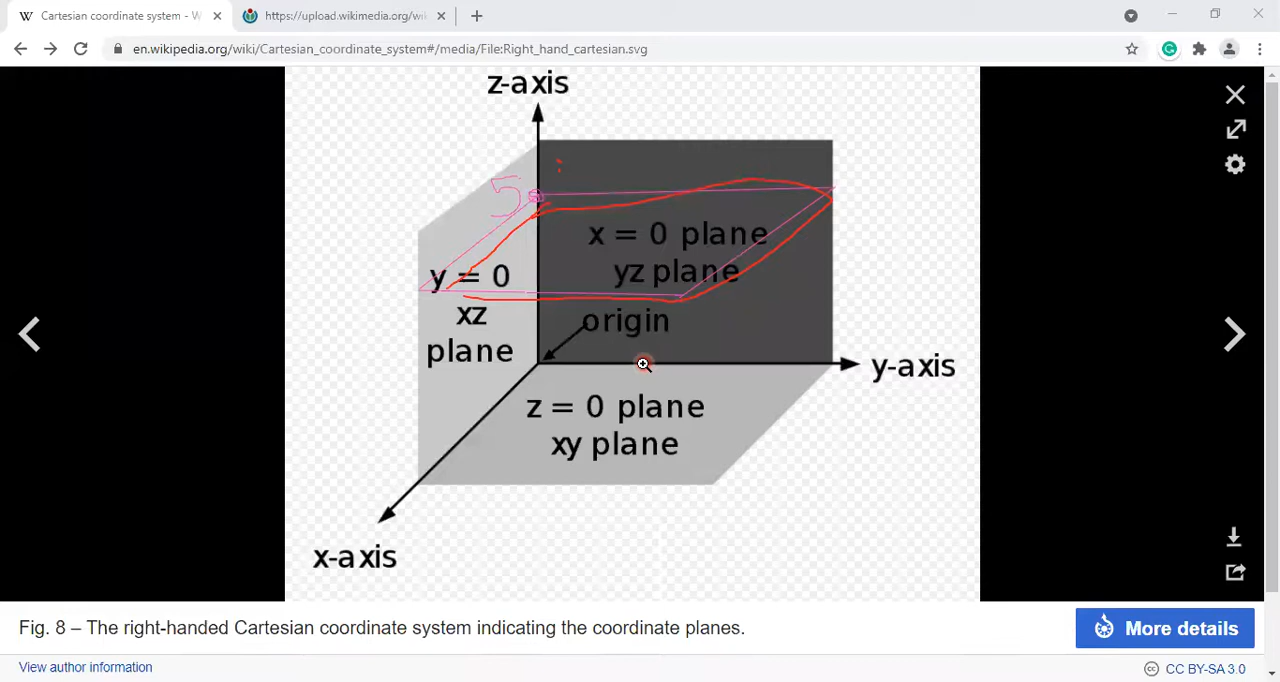 Cartesian coordinate system - W
https://upload.wikimedia.org/wiki
en.wikipedia.org/wiki/Cartesian_coordinate_system#/media/File:Right_hand_cartesian.svg
z-axis
5
x = 0 plane
yz plane
y = 0
xz
plane
origin
y-axis
z = 0 plane
xy plane
x-axis
Fig. 8 – The right-handed Cartesian coordinate system indicating the coordinate planes.
More details
View author information
CC BY-SA 3.0